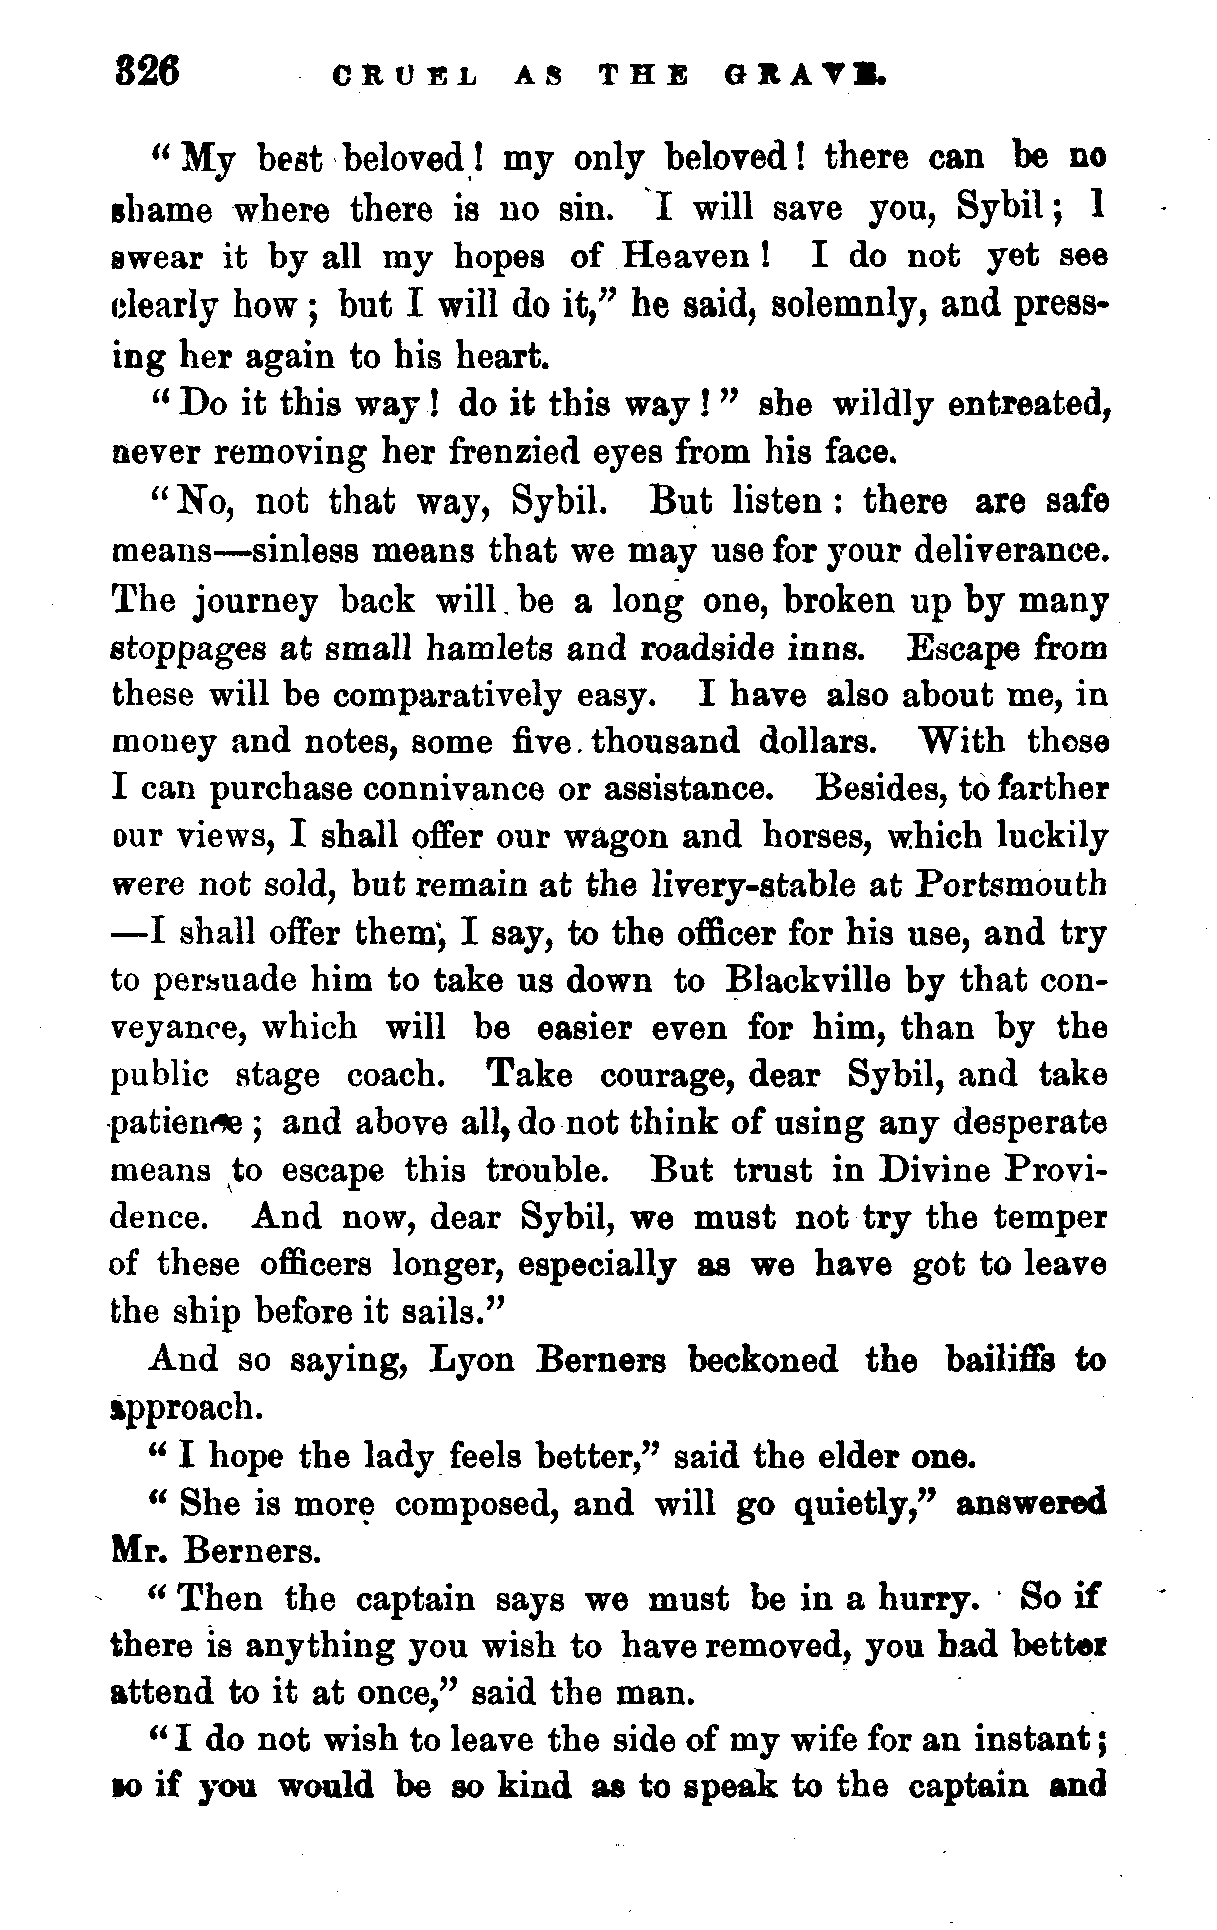 326 CRUEL AS THE GRAVE.
"My best beloved! my only beloved! there can be no
shame where there is no sin. I will save you, Sybil; I
swear it by all my hopes of Heaven! I do not yet see
clearly how; but I will do it," he said, solemnly, and press-
ing her again to his heart.
"Do it this way! do it this way!" she wildly entreated,
never removing her frenzied eyes from his face.
"No, not that way, Sybil. But listen: there are safe
means—sinless means that we may use for your deliverance.
The journey back will be a long one, broken up by many
stoppages at small hamlets and roadside inns. Escape from
these will be comparatively easy. I have also about me, in
money and notes, some five thousand dollars. With these
I can purchase connivance or assistance. Besides, to farther
our views, I shall offer our wagon and horses, which luckily
were not sold, but remain at the livery-stable at Portsmouth
—I shall offer them, I say, to the officer for his use, and try
to persuade him to take us down to Blackville by that con-
veyance, which will be easier even for him, than by the
public stage coach. Take courage, dear Sybil, and take
patience; and above all, do not think of using any desperate
means to escape this trouble. But trust in Divine Provi-
dence. And now, dear Sybil, we must not try the temper
of these officers longer, especially as we have got to leave
the ship before it sails."
And so saying, Lyon Berners beckoned the bailiffs to
approach.
"I hope the lady feels better," said the elder one.
"She is more composed, and will go quietly," answered
Mr. Berners.
"Then the captain says we must be in a hurry. So if
there is anything you wish to have removed, you had better
attend to it at once," said the man.
"I do not wish to leave the side of my wife for an instant;
so if you would be so kind as to speak to the captain and